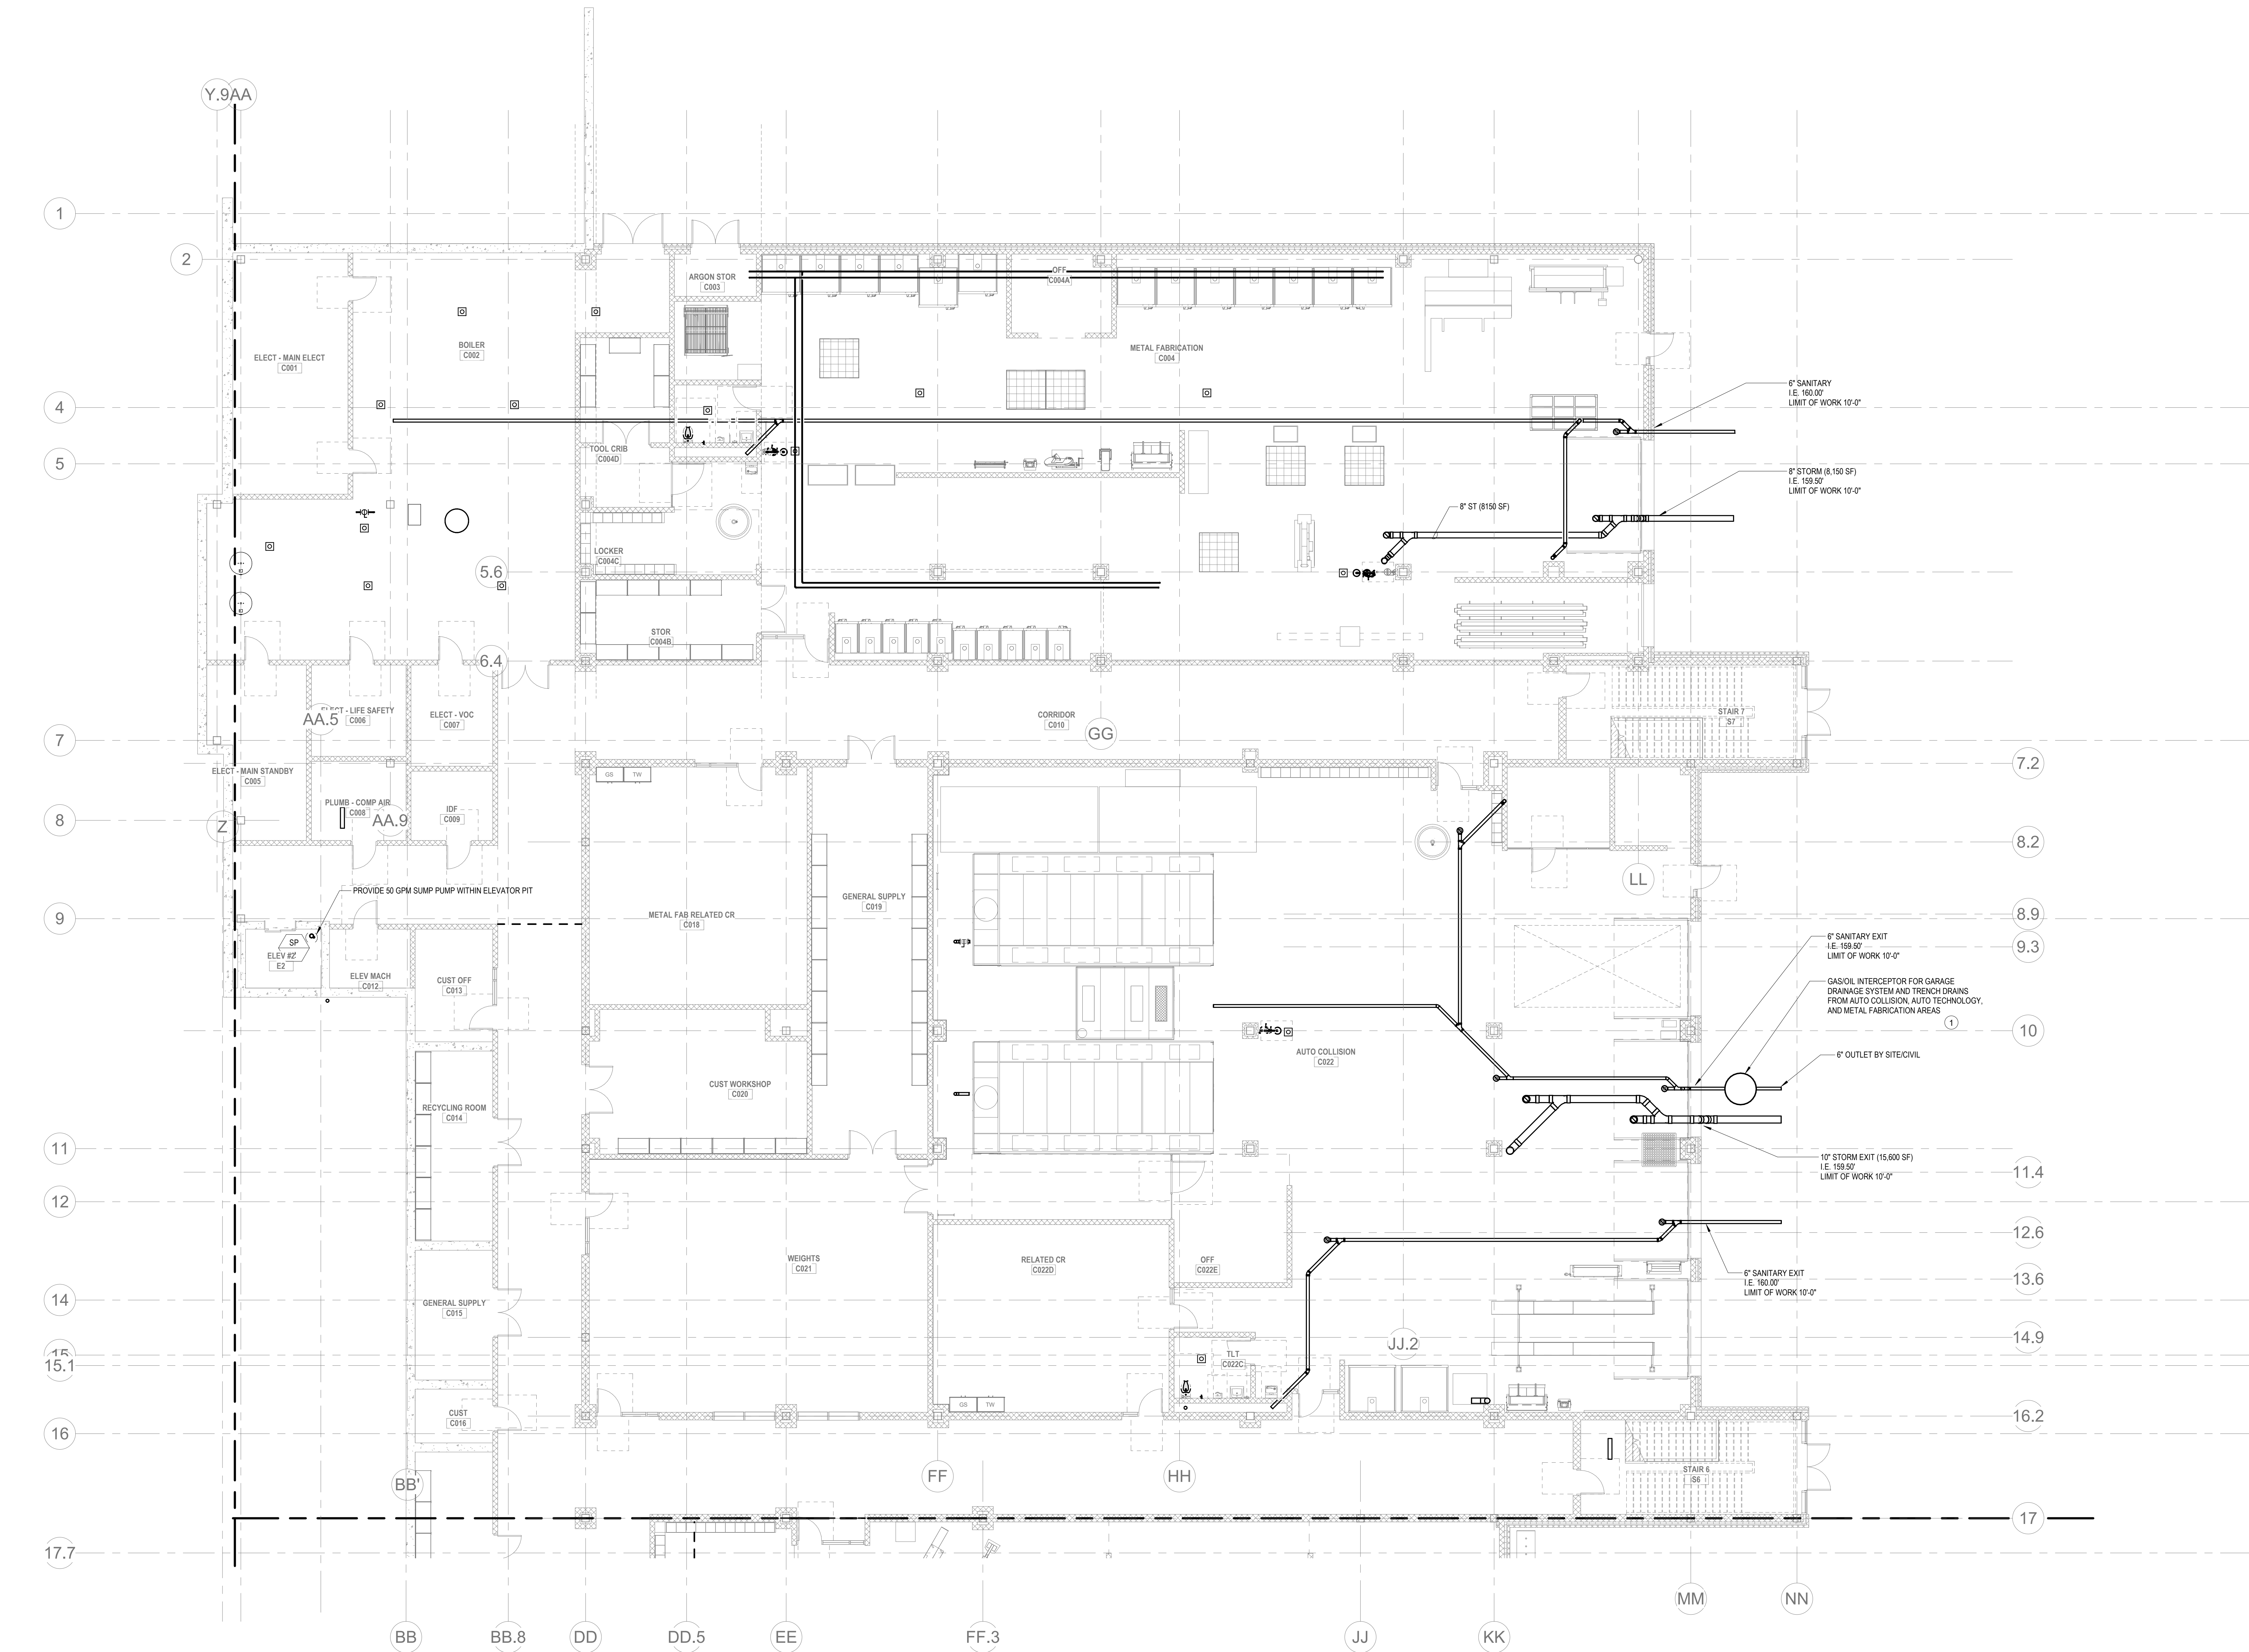 Y.9
AA
1
2
ARGON STOR
C003
OFF
C004A
BOILER
C002
METAL FABRICATION
C004
ELECT - MAIN ELECT
C001
6" SANITARY
I.E. 160.00'
LIMIT OF WORK 10'-0"
4
TOOL CRIB
C004D
5
8" STORM (8,150 SF)
I.E. 159.50'
LIMIT OF WORK 10'-0"
8" ST (8150 SF)
LOCKER
C004C
5.6
STOR
C004B
6.4
ELECT - LIFE SAFETY
C006
AA.5
ELECT - VOC
C007
CORRIDOR
C010
STAIR 7
S7
GG
7
7.2
ELECT - MAIN STANDBY
C005
GS
TW
PLUMB - COMP AIR
C008
IDF
C009
8
Z
AA.9
8.2
LL
PROVIDE 50 GPM SUMP PUMP WITHIN ELEVATOR PIT
GENERAL SUPPLY
C019
METAL FAB RELATED CR
C018
9
8.9
SP
ELEV #2
E2
6" SANITARY EXIT
I.E. 159.50'
LIMIT OF WORK 10'-0"
9.3
ELEV MACH
C012
CUST OFF
C013
GAS/OIL INTERCEPTOR FOR GARAGE
DRAINAGE SYSTEM AND TRENCH DRAINS
FROM AUTO COLLISION, AUTO TECHNOLOGY,
AND METAL FABRICATION AREAS
1
10
AUTO COLLISION
C022
6" OUTLET BY SITE/CIVIL
CUST WORKSHOP
C020
RECYCLING ROOM
C014
11
10" STORM EXIT (15,600 SF)
I.E. 159.50'
LIMIT OF WORK 10'-0"
11.4
12
12.6
WEIGHTS
C021
RELATED CR
C022D
OFF
C022E
6" SANITARY EXIT
I.E. 160.00'
LIMIT OF WORK 10'-0"
13.6
14
GENERAL SUPPLY
C015
14.9
JJ.2
15
15.1
TLT
C022C
GS
TW
CUST
C016
16
16.2
BB'
FF
HH
STAIR 6
S6
17
17.7
MM
NN
BB
BB.8
DD
DD.5
EE
FF.3
JJ
KK